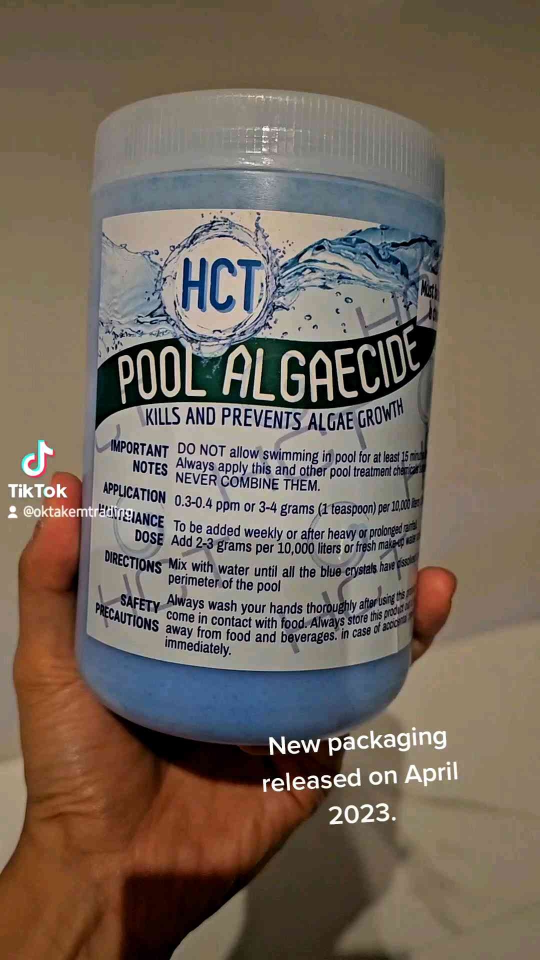 HCT
POOL ALGAECIDE
KILLS AND PREVENTS ALGAE GROWTH
IMPORTANT NOTES
DO NOT allow swimming in pool for at least 15
Always apply this and other pool treatment
NEVER COMBINE THEM.
APPLICATION
0.3-0.4 ppm or 3-4 grams (1 teaspoon) per 10,000
MAINTENANCE DOSE
To be added weekly or after heavy or prolonged
Add 2-3 grams per 10,000 liters or fresh make-up
DIRECTIONS
Mix with water until all the blue crystals have
perimeter of the pool
SAFETY PRECAUTIONS
Always wash your hands thoroughly after using this
come in contact with food. Always store this product
away from food and beverages. in case of
immediately.
TikTok
@oktakemtrading
New packaging
released on April
2023.